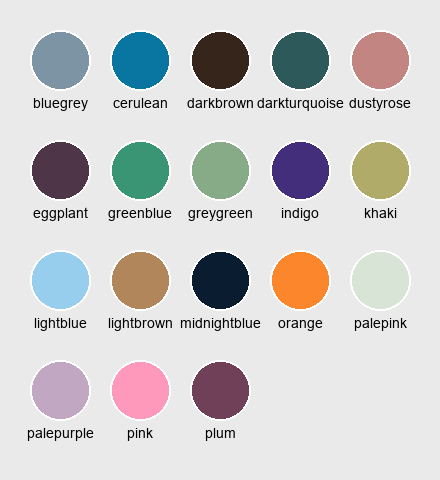 bluegrey cerulean darkbrown darkturquoise dustyrose
eggplant greenblue greygreen indigo khaki
lightblue lightbrown midnightblue orange palepink
palepurple pink plum